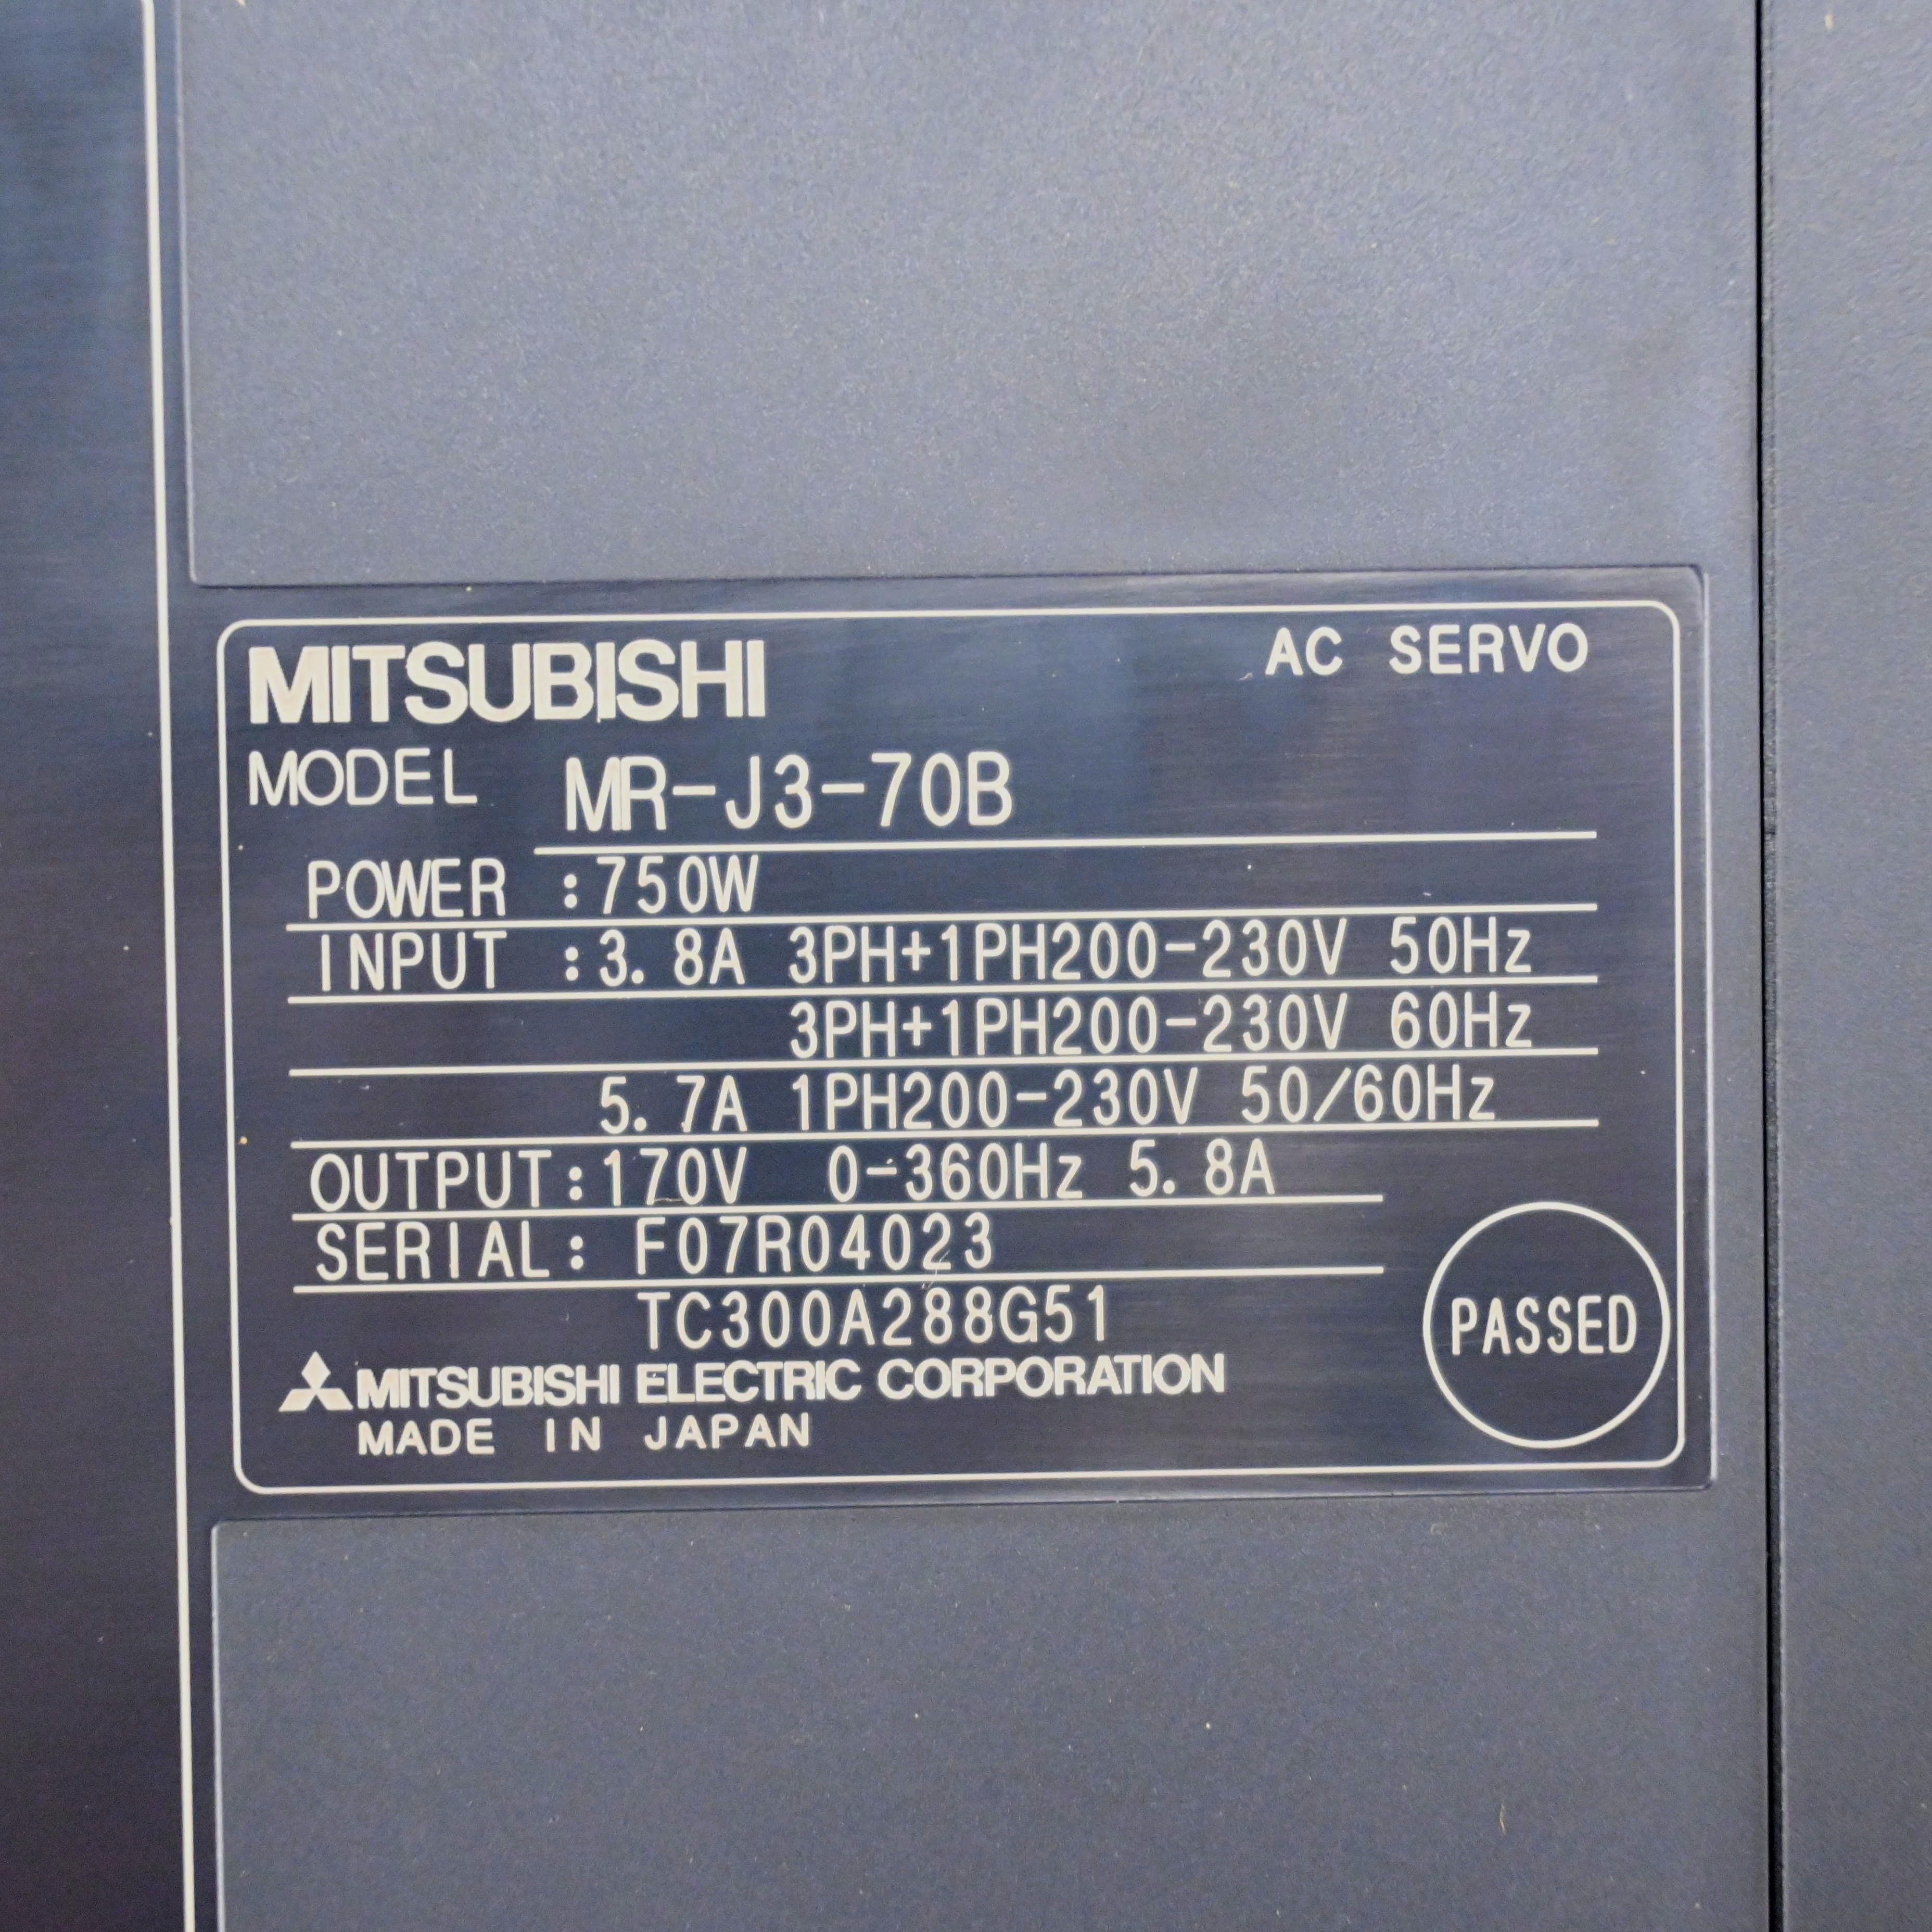 MITSUBISHI AC SERVO
MODEL MR-J3-70B
POWER :750W
INPUT :3.8A 3PH+1PH200-230V 50Hz
3PH+1PH200-230V 60Hz
5.7A 1PH200-230V 50/60Hz
OUTPUT:170V 0-360Hz 5.8A
SERIAL: F07R04023
TC300A288G51
PASSED
MITSUBISHI ELECTRIC CORPORATION
MADE IN JAPAN